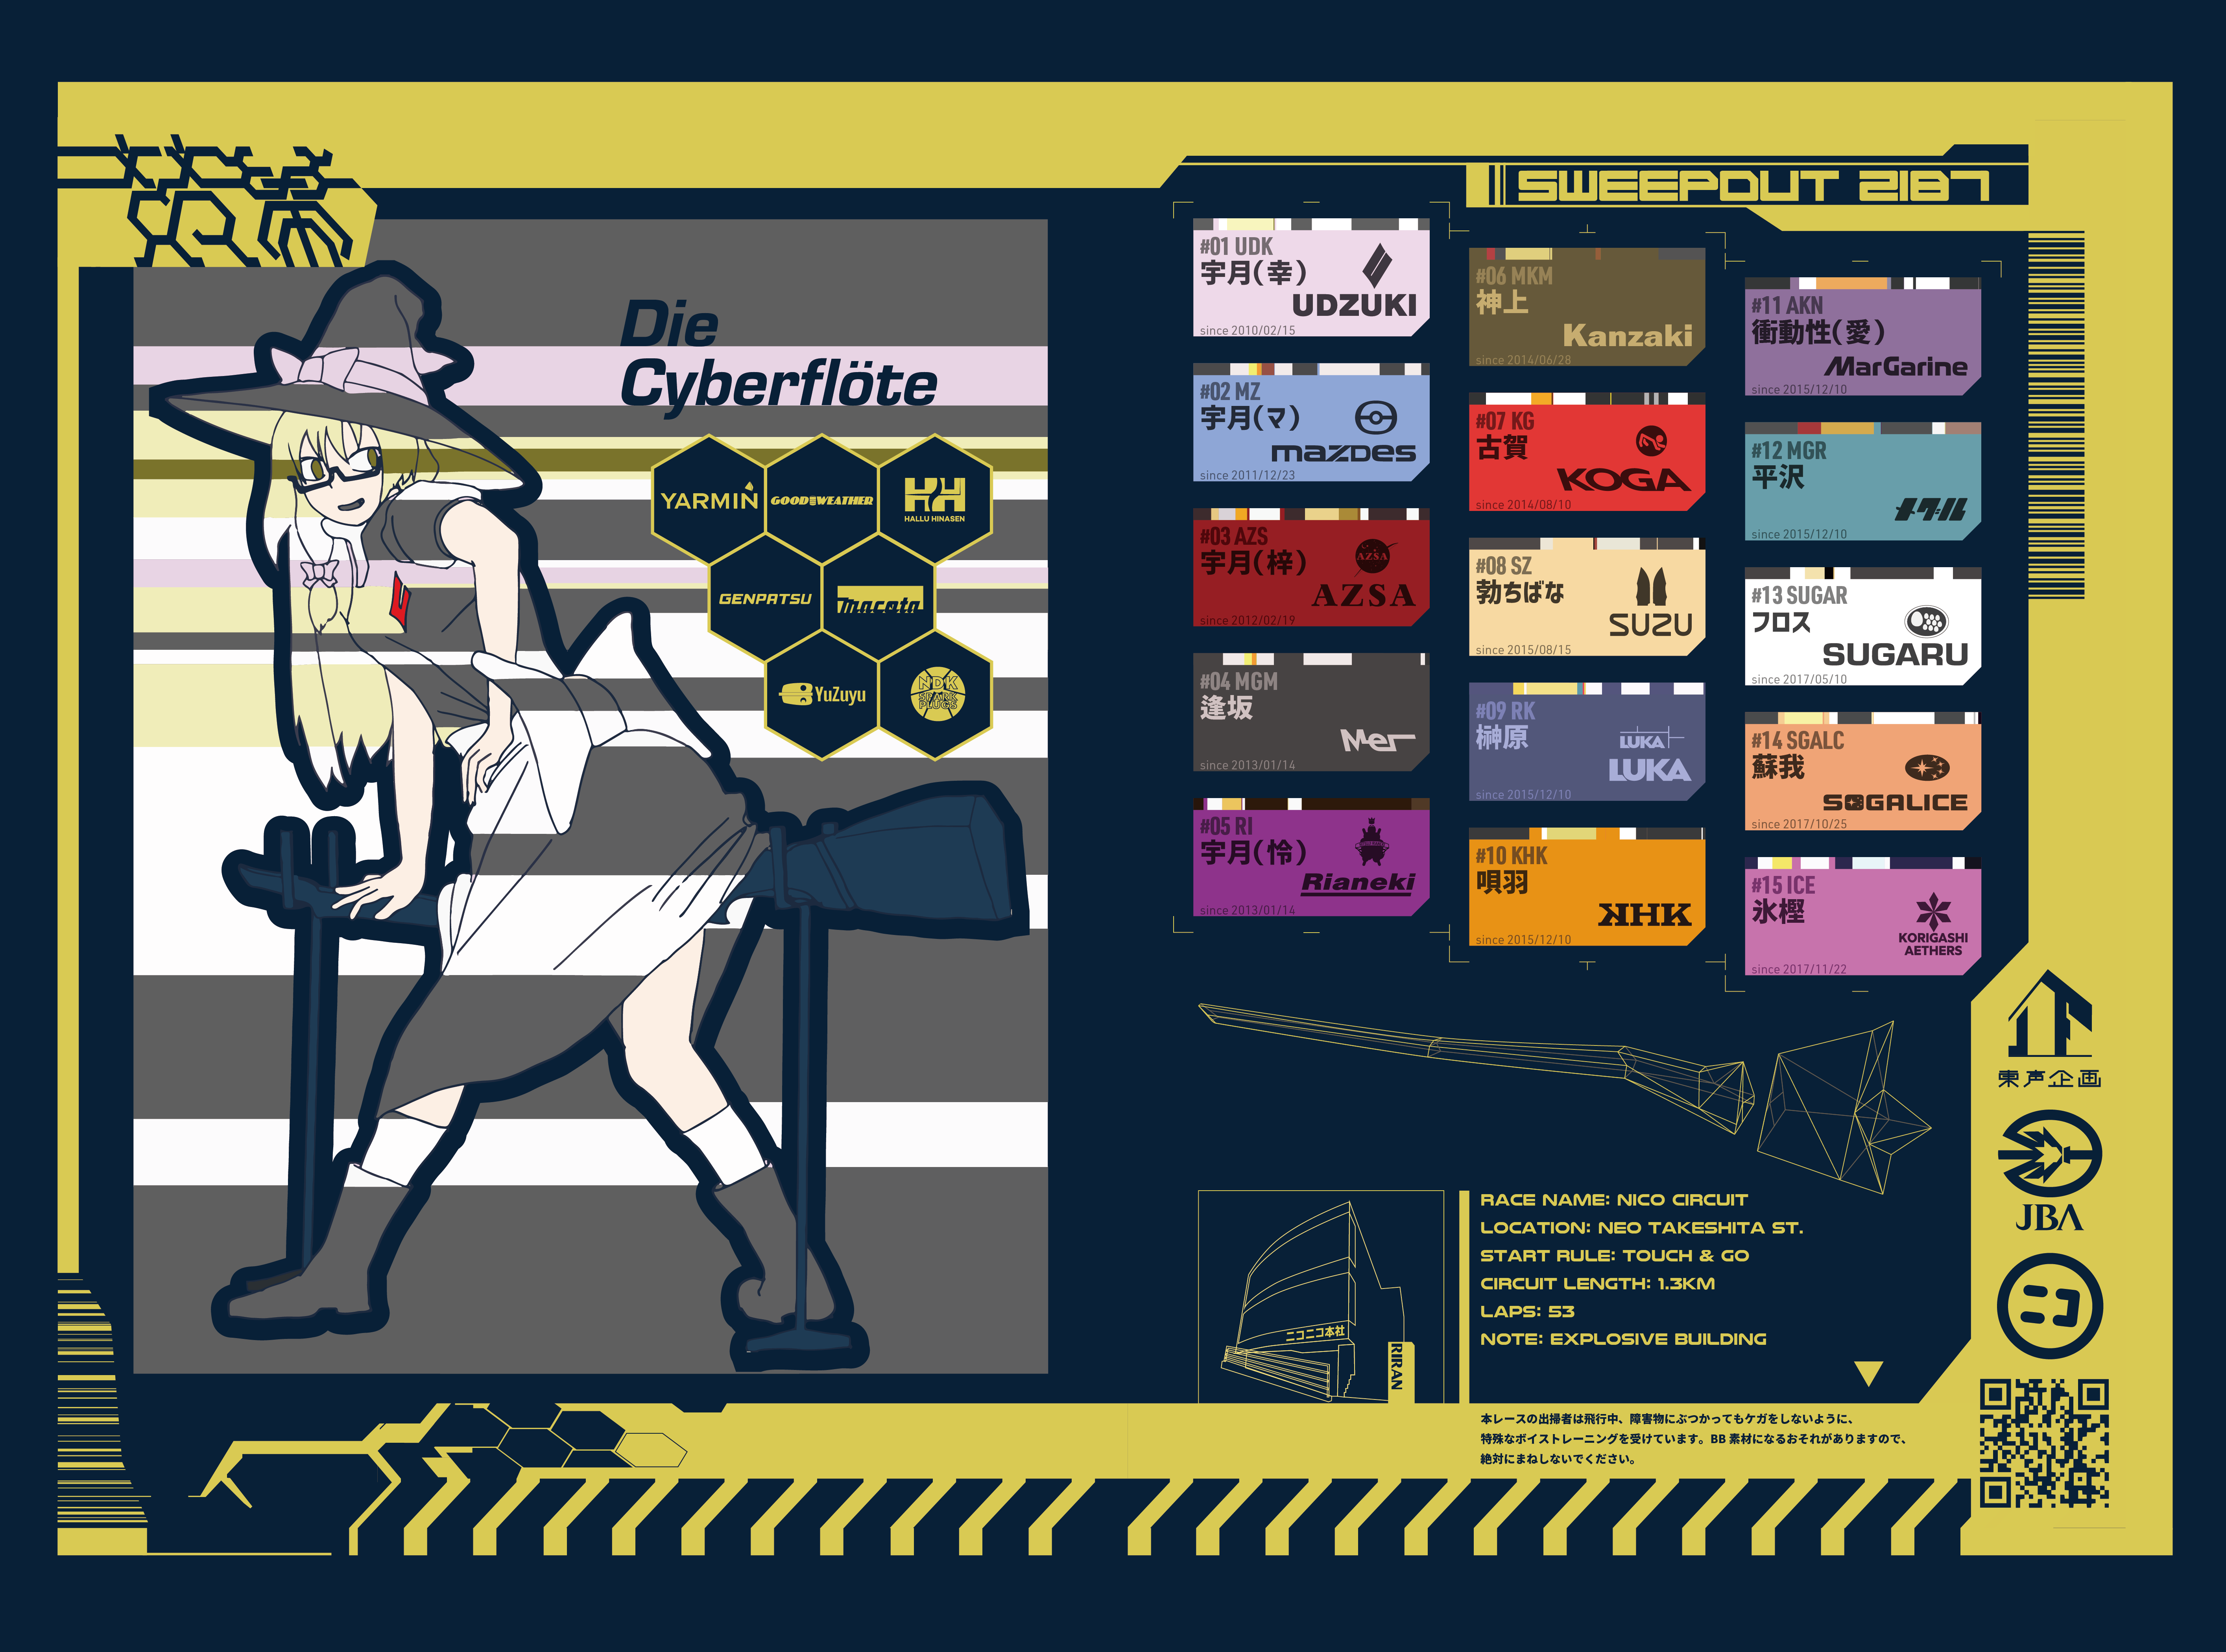 SWEEPOUT 2187
Die
Cyberflöte
YARMIN
GOOD WEATHER
HALLU HINASEN
GENPATSU
YuZuyu
NDK
SPARK
PLUGS
#01 UDK
宇月(幸)
UDZUKI
since 2010/02/15
#02 MZ
宇月(マ)
mazDes
since 2011/12/23
#03 AZS
宇月(梓)
AZSA
AZSA
since 2012/02/19
#04 MGM
逢坂
Mer
since 2013/01/14
#05 RI
宇月(怜)
Rianeki
since 2013/01/14
#06 MKM
神上
Kanzaki
since 2014/06/28
#07 KG
古賀
KOGA
since 2014/08/10
#08 SZ
勃ちばな
SUZU
since 2015/08/15
#09 RK
榊原
LUKA
LUKA
since 2015/12/10
#10 KHK
唄羽
KHK
since 2015/12/10
#11 AKN
衝動性(愛)
MarGarine
since 2015/12/10
#12 MGR
平沢
メグル
since 2015/12/10
#13 SUGAR
フロス
SUGARU
since 2017/05/10
#14 SGALC
蘇我
SOGALICE
since 2017/10/25
#15 ICE
氷樫
KORIGASHI
AETHERS
since 2017/11/22
ニコニコ本社
RIRAN
RACE NAME: NICO CIRCUIT
LOCATION: NEO TAKESHITA ST.
START RULE: TOUCH & GO
CIRCUIT LENGTH: 1.3KM
LAPS: 53
NOTE: EXPLOSIVE BUILDING
本レースの出掃者は飛行中、障害物にぶつかってもケガをしないように、
特殊なボイストレーニングを受けています。BB 素材になるおそれがありますので、
絶対にまねしないでください。
東声企画
JBA
ニコ